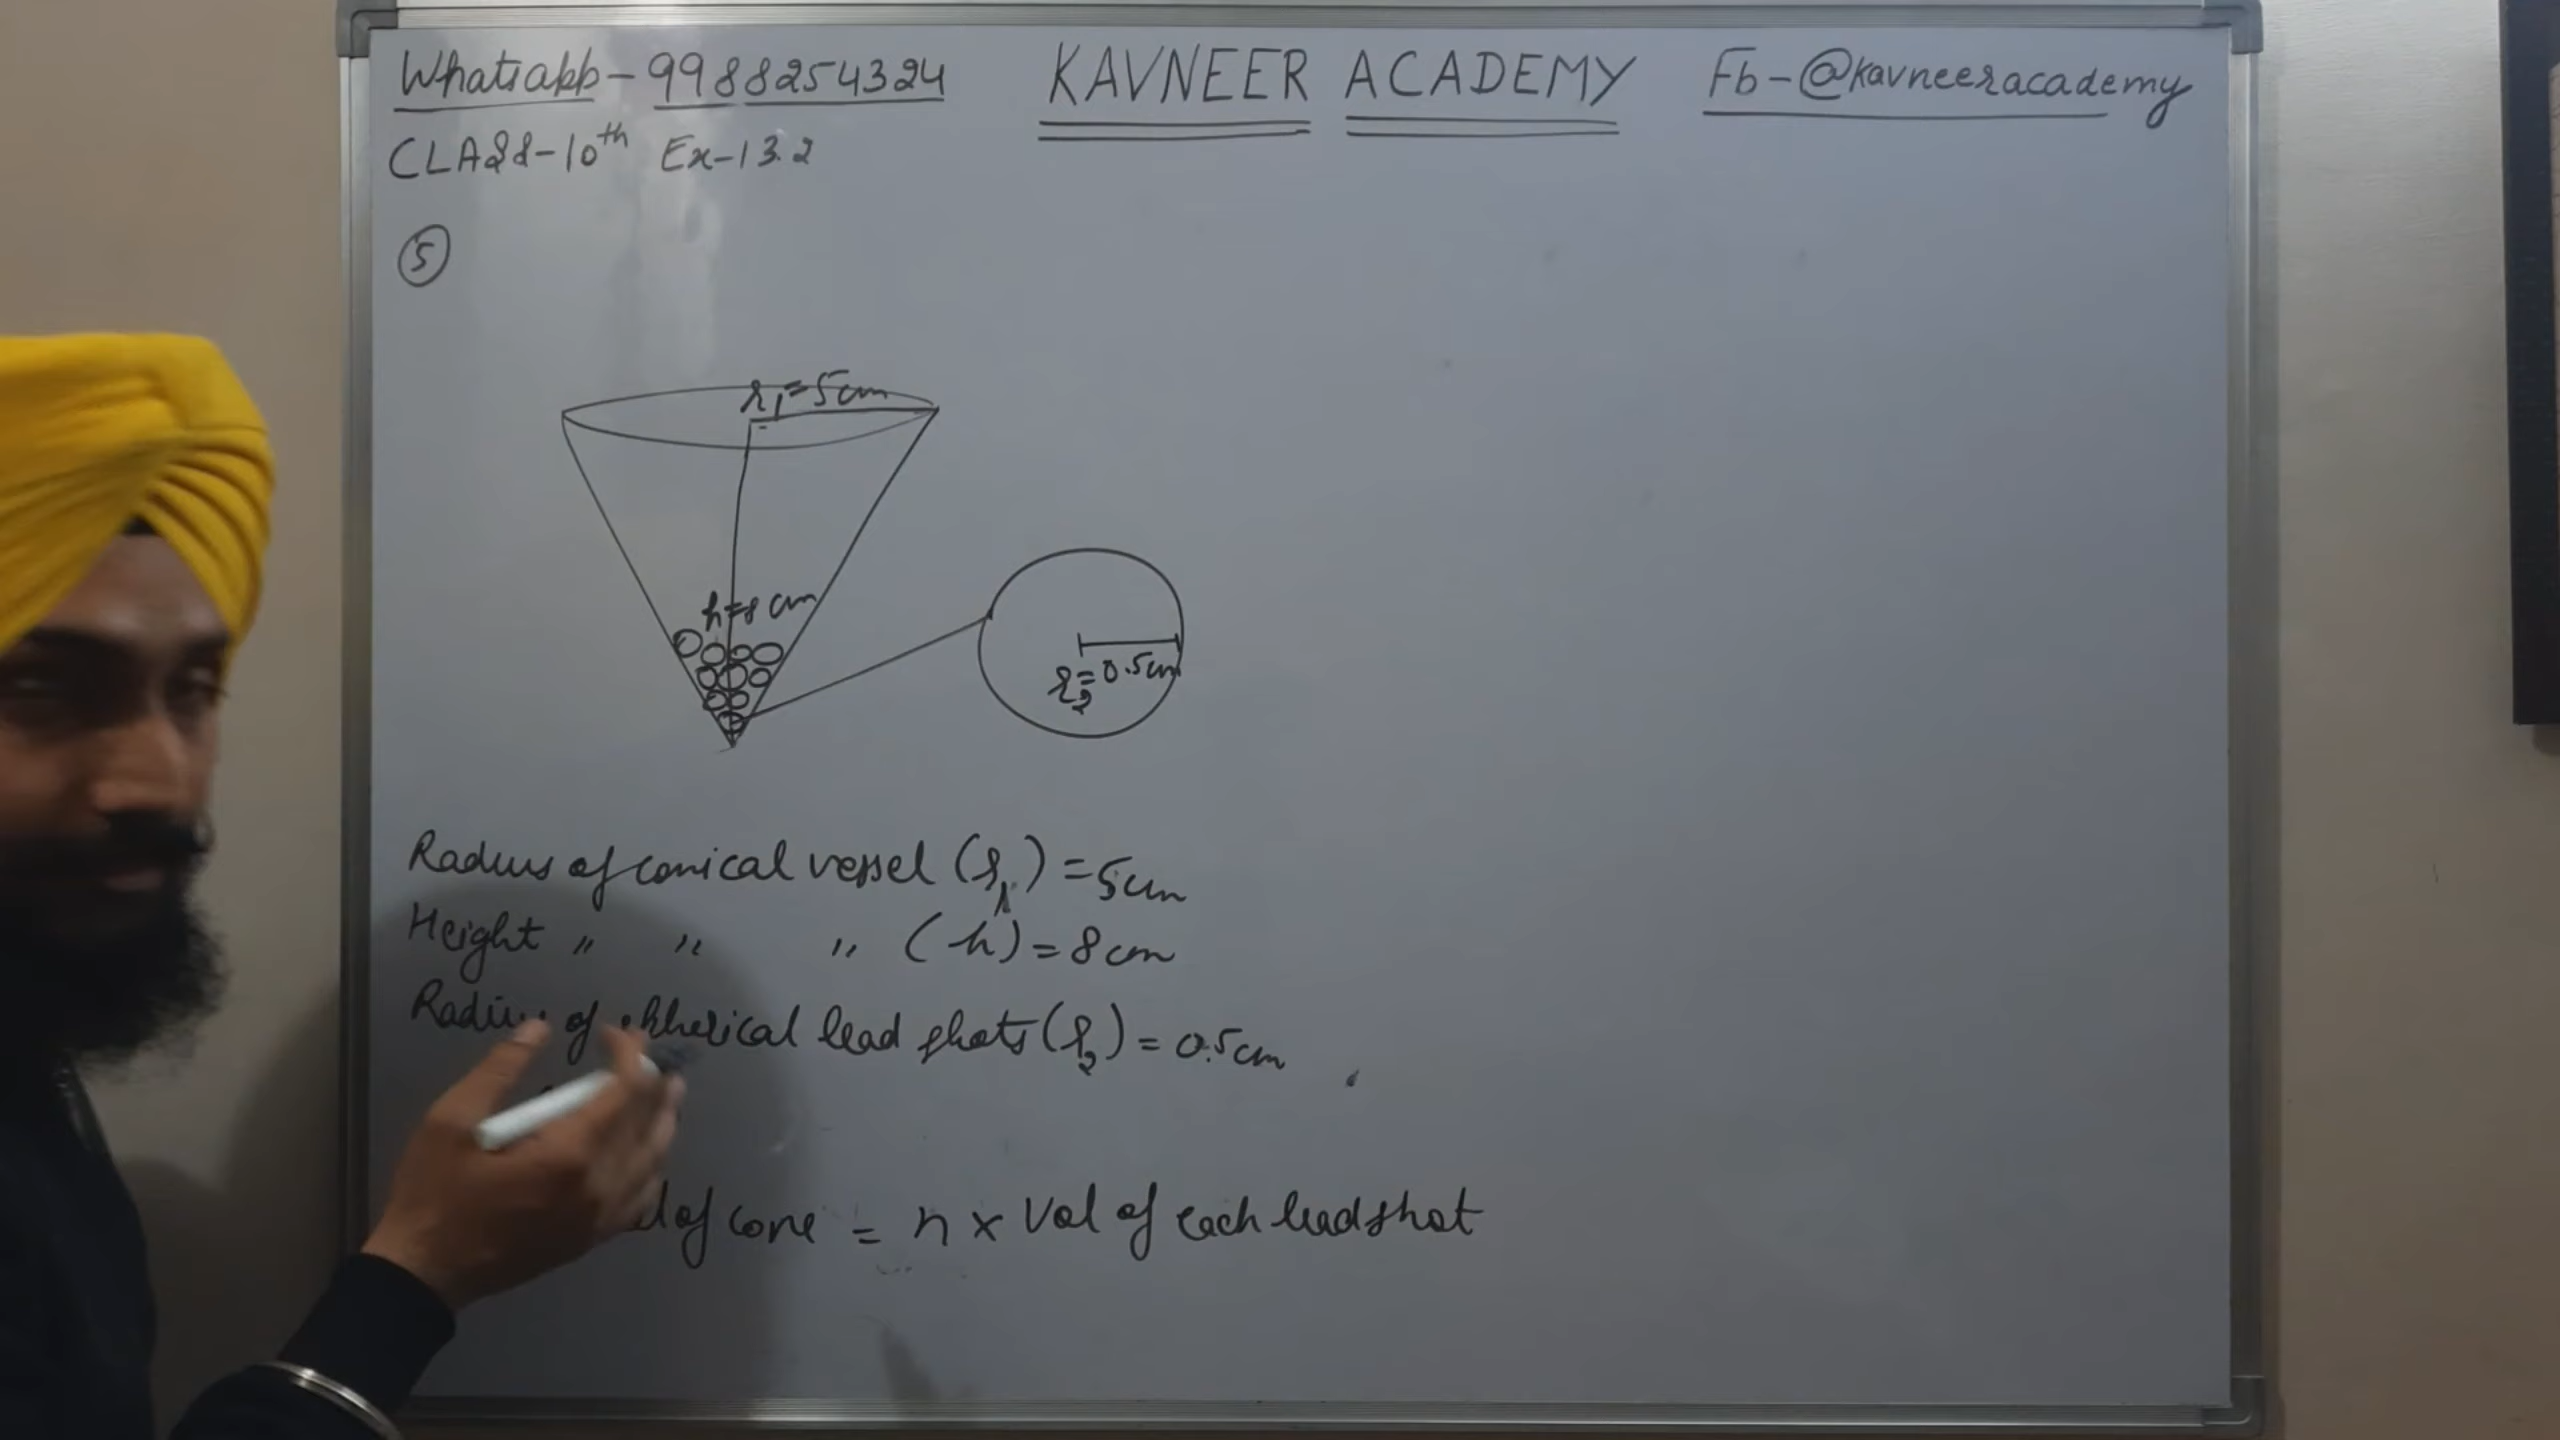 Whatsapp - 9988254324 KAVNEER ACADEMY Fb - @kavneeracademy
CLASS - 10th Ex - 13.2
5
r1 = 5cm
h = 8 cm
r2 = 0.5cm
Radius of conical vessel (r1) = 5cm
Height " " " (h) = 8cm
Radius of spherical lead shots (r2) = 0.5cm
of cone = n x Vol of each leadshot